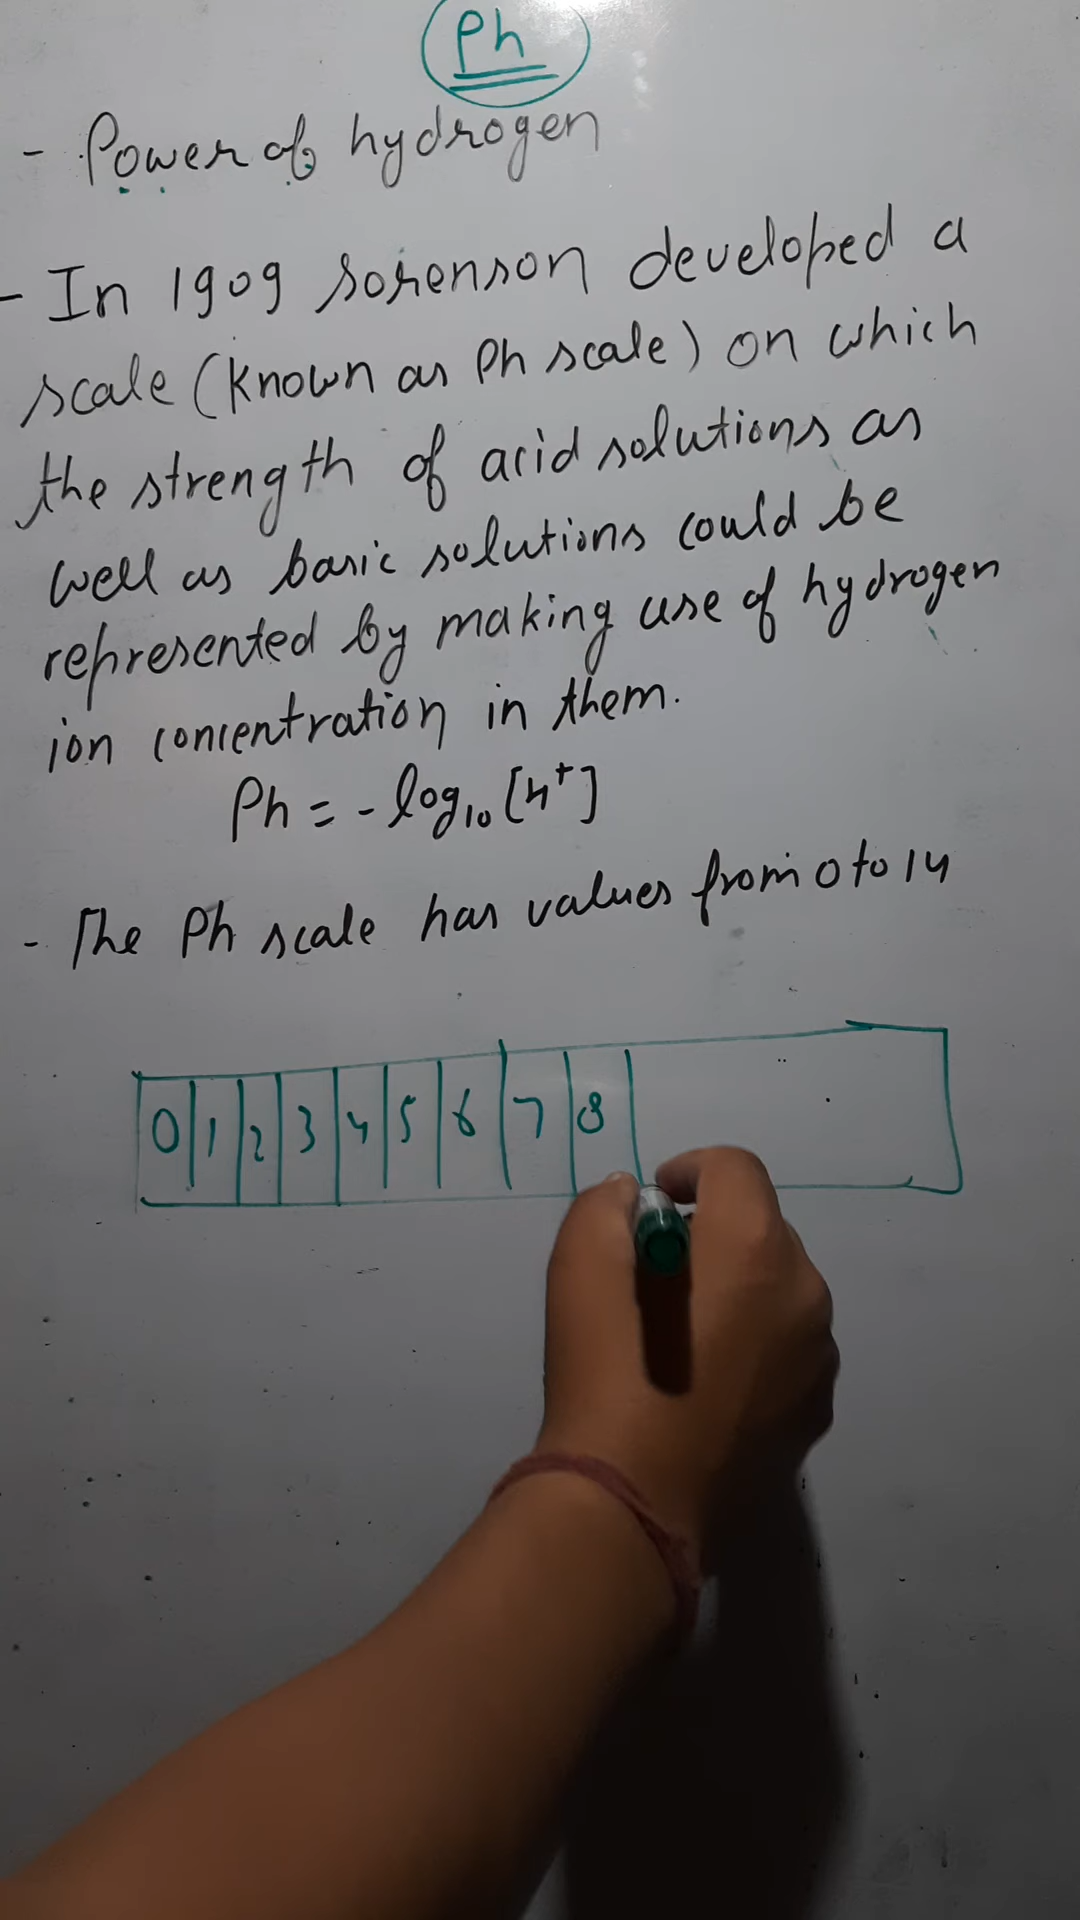 Ph
- Power of hydrogen
- In 1909 sorenson developed a
scale (known as Ph scale) on which
the strength of acid solutions as
well as basic solutions could be
represented by making use of hydrogen
ion concentration in them.
Ph = -log₁₀ [H⁺]
- The Ph scale has values from 0 to 14
0 1 2 3 4 5 6 7 8